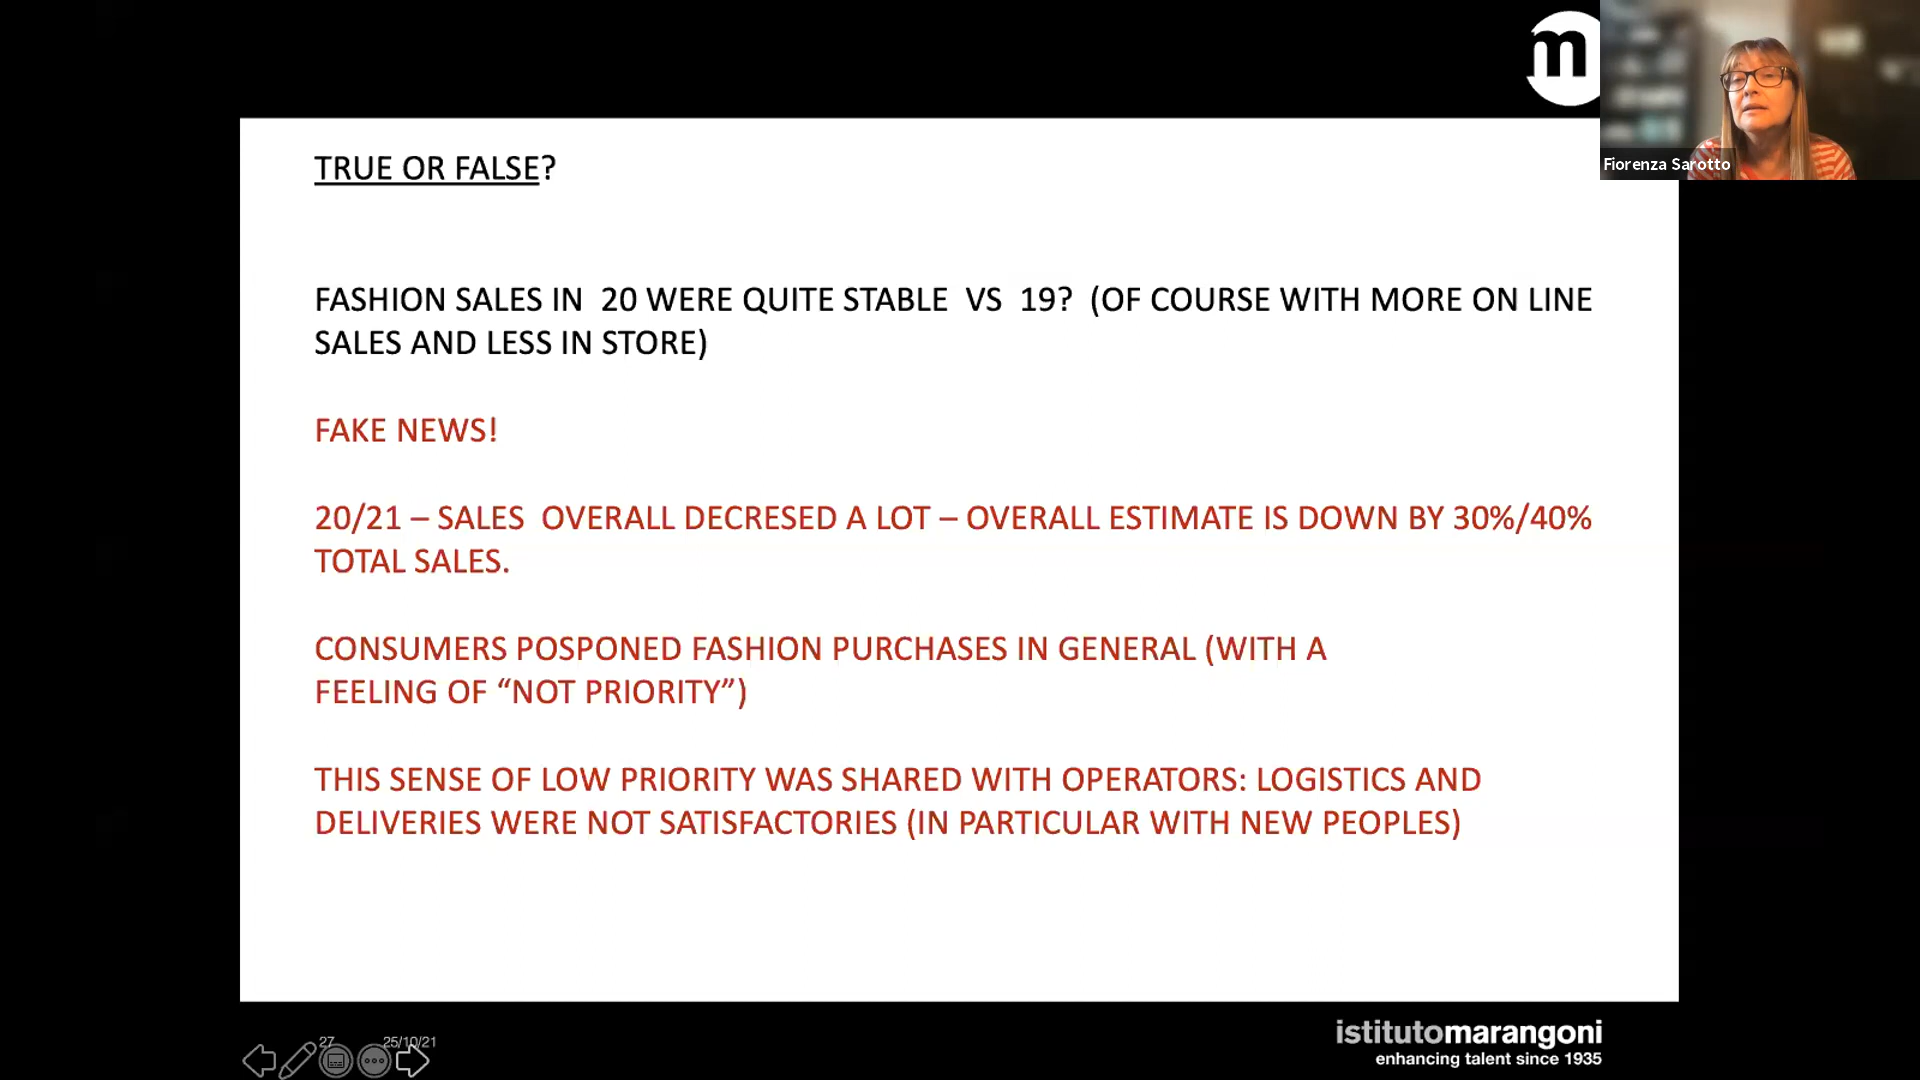 m
Fiorenza Sarotto
TRUE OR FALSE?
FASHION SALES IN 20 WERE QUITE STABLE VS 19? (OF COURSE WITH MORE ON LINE
SALES AND LESS IN STORE)
FAKE NEWS!
20/21 – SALES OVERALL DECRESED A LOT – OVERALL ESTIMATE IS DOWN BY 30%/40%
TOTAL SALES.
CONSUMERS POSPONED FASHION PURCHASES IN GENERAL (WITH A
FEELING OF “NOT PRIORITY”)
THIS SENSE OF LOW PRIORITY WAS SHARED WITH OPERATORS: LOGISTICS AND
DELIVERIES WERE NOT SATISFACTORIES (IN PARTICULAR WITH NEW PEOPLES)
27 25/10/21
istitutomarangoni
enhancing talent since 1935